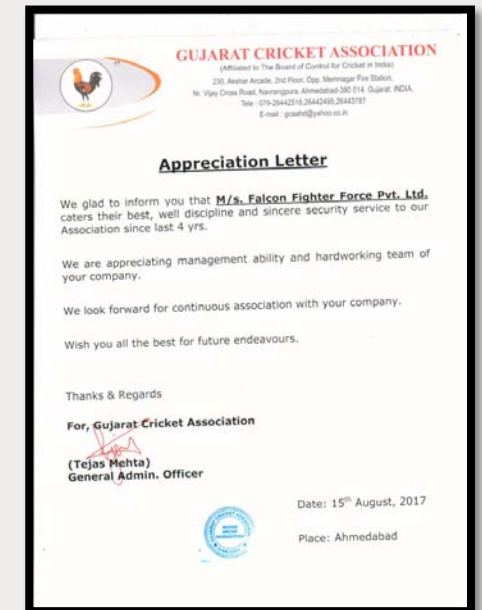 GUJARAT CRICKET ASSOCIATION
(Affiliated to The Board of Control for Cricket in India)
230, Akshar Arcade, 2nd Floor, Opp. Memnagar Fire Station,
Nr. Vijay Cross Road, Navrangpura, Ahmedabad-380 014. Gujarat, INDIA.
Tele : 079-26442516,26442495,26443787
E-mail : gcaahd@yahoo.co.in
Appreciation Letter
We glad to inform you that M/s. Falcon Fighter Force Pvt. Ltd.
caters their best, well discipline and sincere security service to our
Association since last 4 yrs.
We are appreciating management ability and hardworking team of
your company.
We look forward for continuous association with your company.
Wish you all the best for future endeavours.
Thanks & Regards
For, Gujarat Cricket Association
(Tejas Mehta)
General Admin. Officer
Date: 15th August, 2017
Place: Ahmedabad